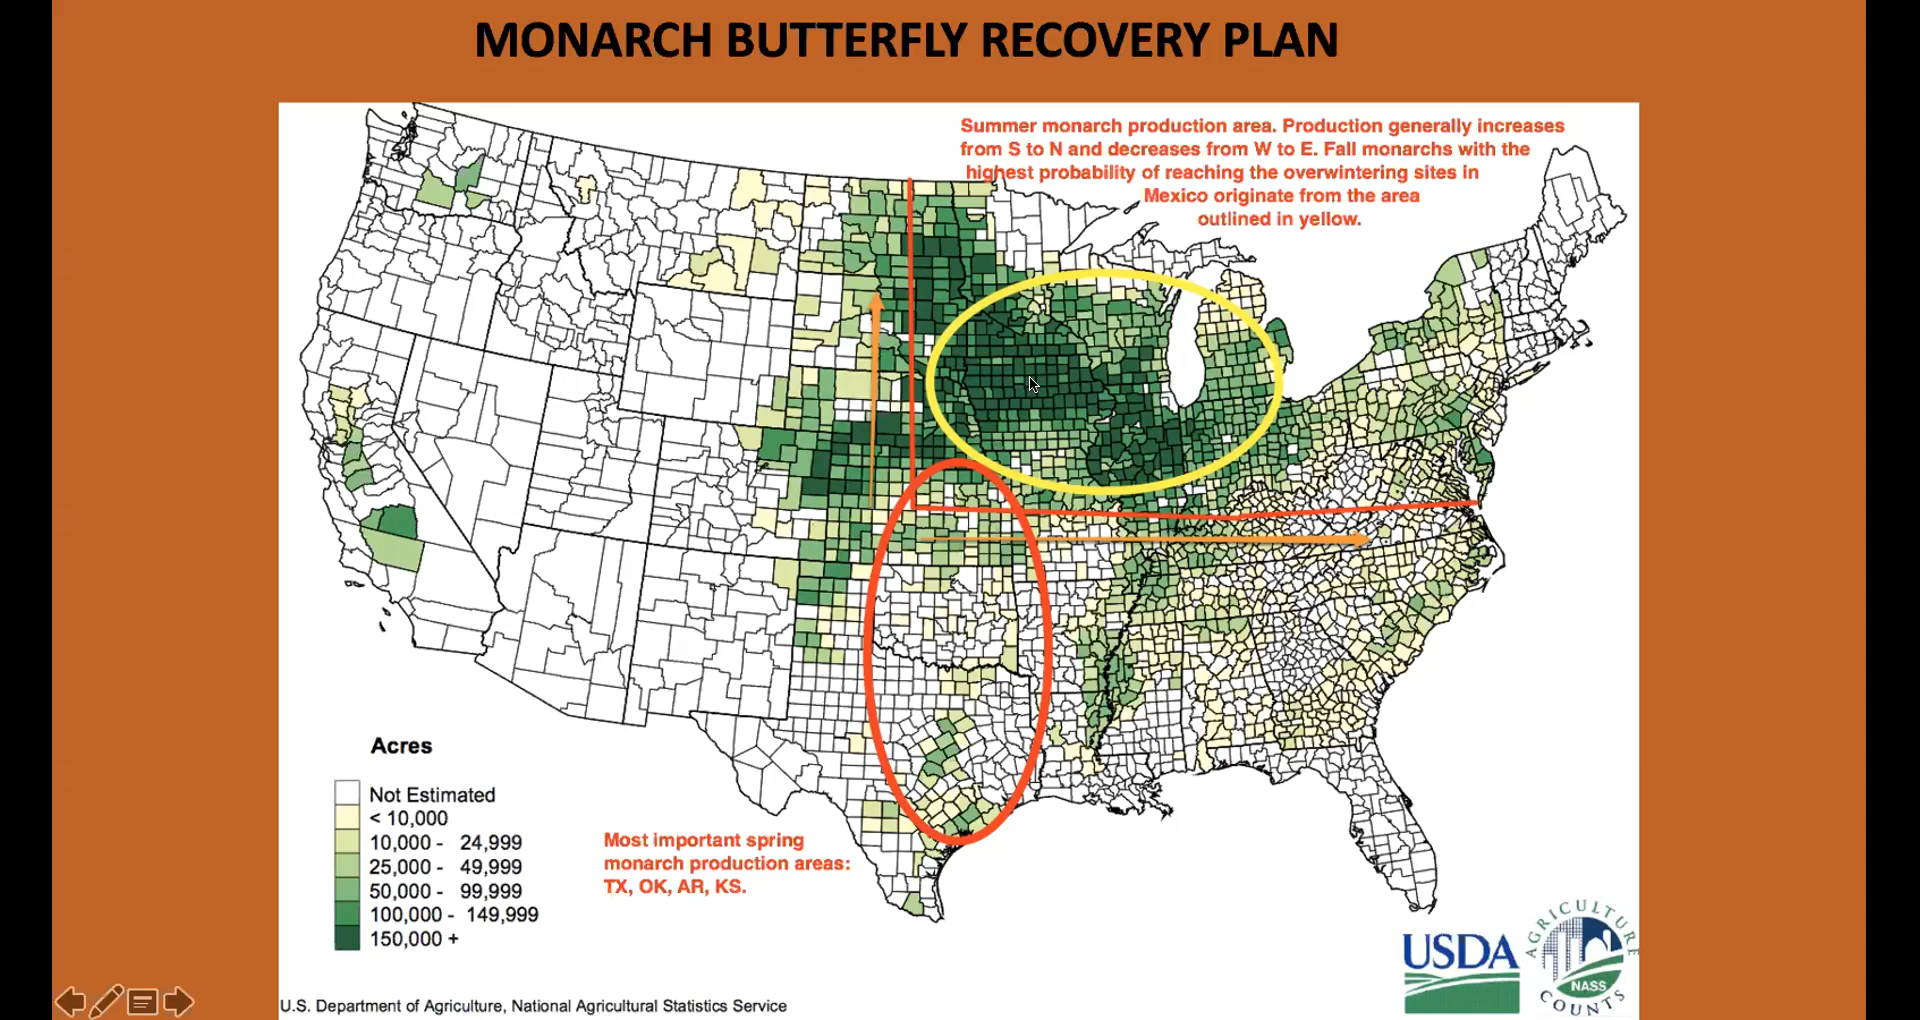 MONARCH BUTTERFLY RECOVERY PLAN
Summer monarch production area. Production generally increases
from S to N and decreases from W to E. Fall monarchs with the
highest probability of reaching the overwintering sites in
Mexico originate from the area
outlined in yellow.
Acres
Not Estimated
< 10,000
10,000 - 24,999
25,000 - 49,999
50,000 - 99,999
100,000 - 149,999
150,000 +
Most important spring
monarch production areas:
TX, OK, AR, KS.
USDA
AGRICULTURE
NASS
COUNTS
U.S. Department of Agriculture, National Agricultural Statistics Service